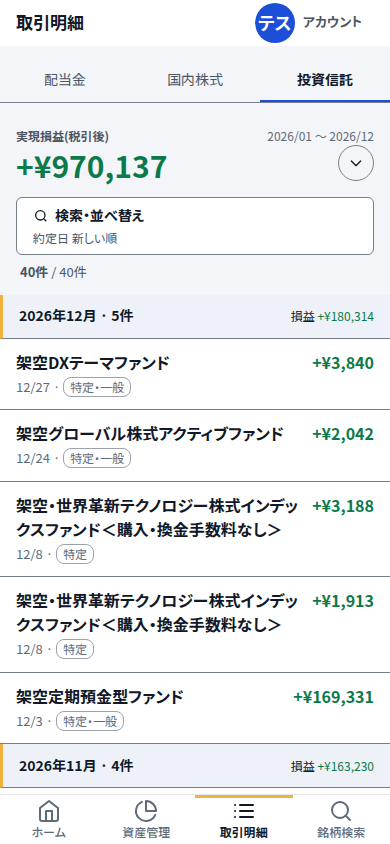 取引明細
テス アカウント
配当金 国内株式 投資信託
実現損益(税引後) 2026/01 〜 2026/12
+¥970,137
検索・並べ替え
約定日 新しい順
40件 / 40件
2026年12月・5件 損益 +¥180,314
架空DXテーマファンド +¥3,840
12/27・特定・一般
架空グローバル株式アクティブファンド +¥2,042
12/24・特定・一般
架空・世界革新テクノロジー株式インデッ +¥3,188
クスファンド<購入・換金手数料なし>
12/8・特定
架空・世界革新テクノロジー株式インデッ +¥1,913
クスファンド<購入・換金手数料なし>
12/8・特定
架空定期預金型ファンド +¥169,331
12/3・特定・一般
2026年11月・4件 損益 +¥163,230
ホーム 資産管理 取引明細 銘柄検索